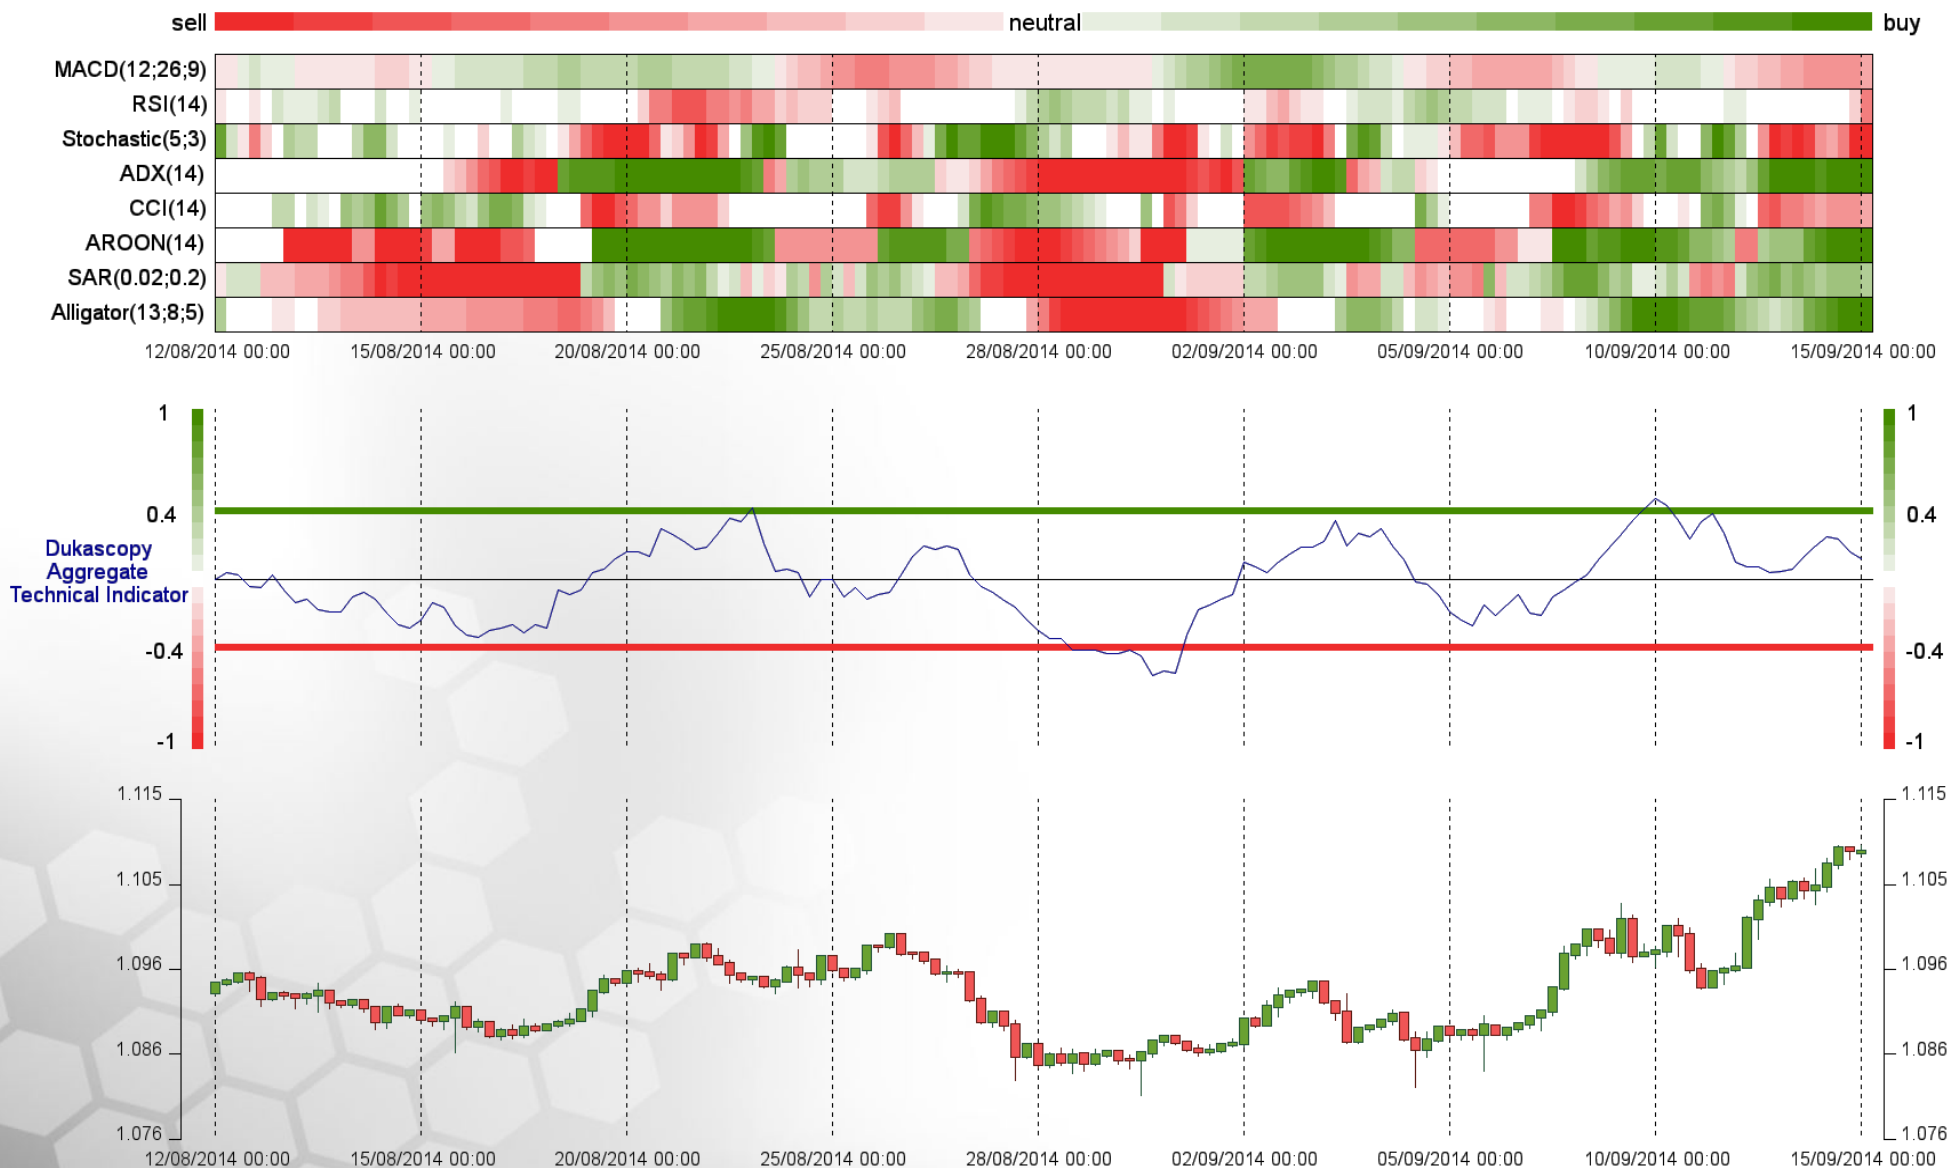 sell neutral buy
MACD(12;26;9)
RSI(14)
Stochastic(5;3)
ADX(14)
CCI(14)
AROON(14)
SAR(0.02;0.2)
Alligator(13;8;5)
12/08/2014 00:00 15/08/2014 00:00 20/08/2014 00:00 25/08/2014 00:00 28/08/2014 00:00 02/09/2014 00:00 05/09/2014 00:00 10/09/2014 00:00 15/09/2014 00:00
1 1
0.4 0.4
Dukascopy
Aggregate
Technical Indicator
-0.4 -0.4
-1 -1
1.115 1.115
1.105 1.105
1.096 1.096
1.086 1.086
1.076 1.076
12/08/2014 00:00 15/08/2014 00:00 20/08/2014 00:00 25/08/2014 00:00 28/08/2014 00:00 02/09/2014 00:00 05/09/2014 00:00 10/09/2014 00:00 15/09/2014 00:00